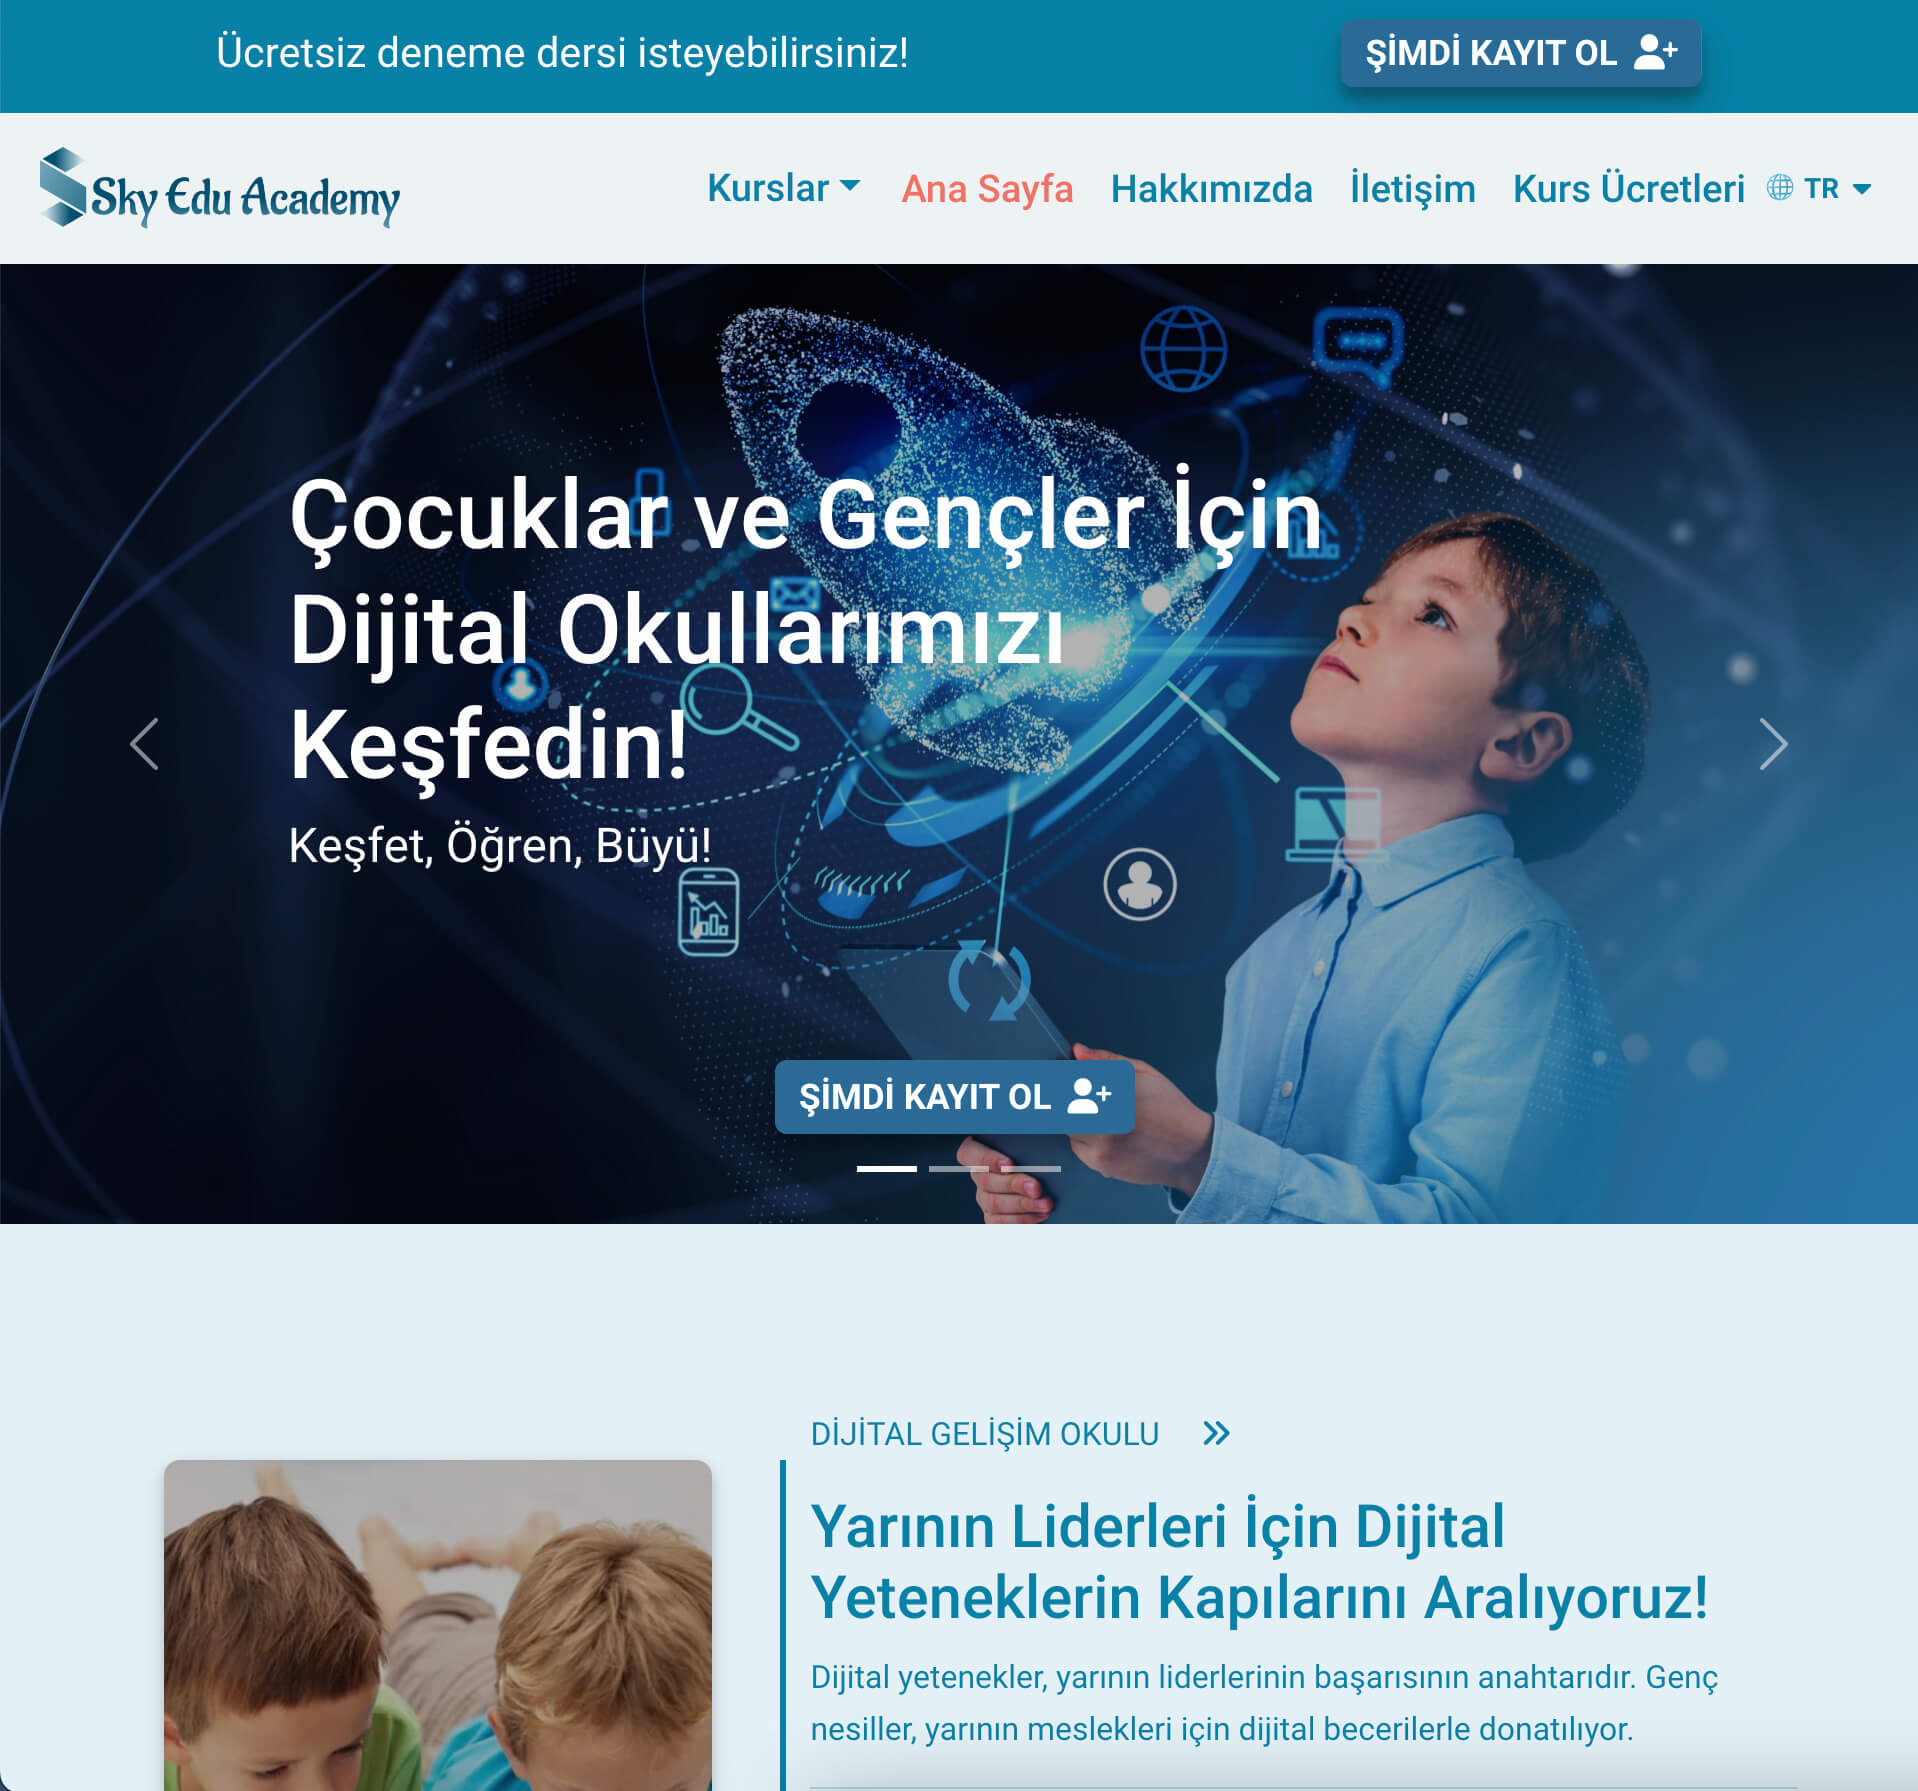 Ücretsiz deneme dersi isteyebilirsiniz!
ŞİMDİ KAYIT OL
Sky Edu Academy
Kurslar
Ana Sayfa
Hakkımızda
İletişim
Kurs Ücretleri
TR
Çocuklar ve Gençler İçin
Dijital Okullarımızı
Keşfedin!
Keşfet, Öğren, Büyü!
ŞİMDİ KAYIT OL
DİJİTAL GELİŞİM OKULU
Yarının Liderleri İçin Dijital
Yeteneklerin Kapılarını Aralıyoruz!
Dijital yetenekler, yarının liderlerinin başarısının anahtarıdır. Genç
nesiller, yarının meslekleri için dijital becerilerle donatılıyor.